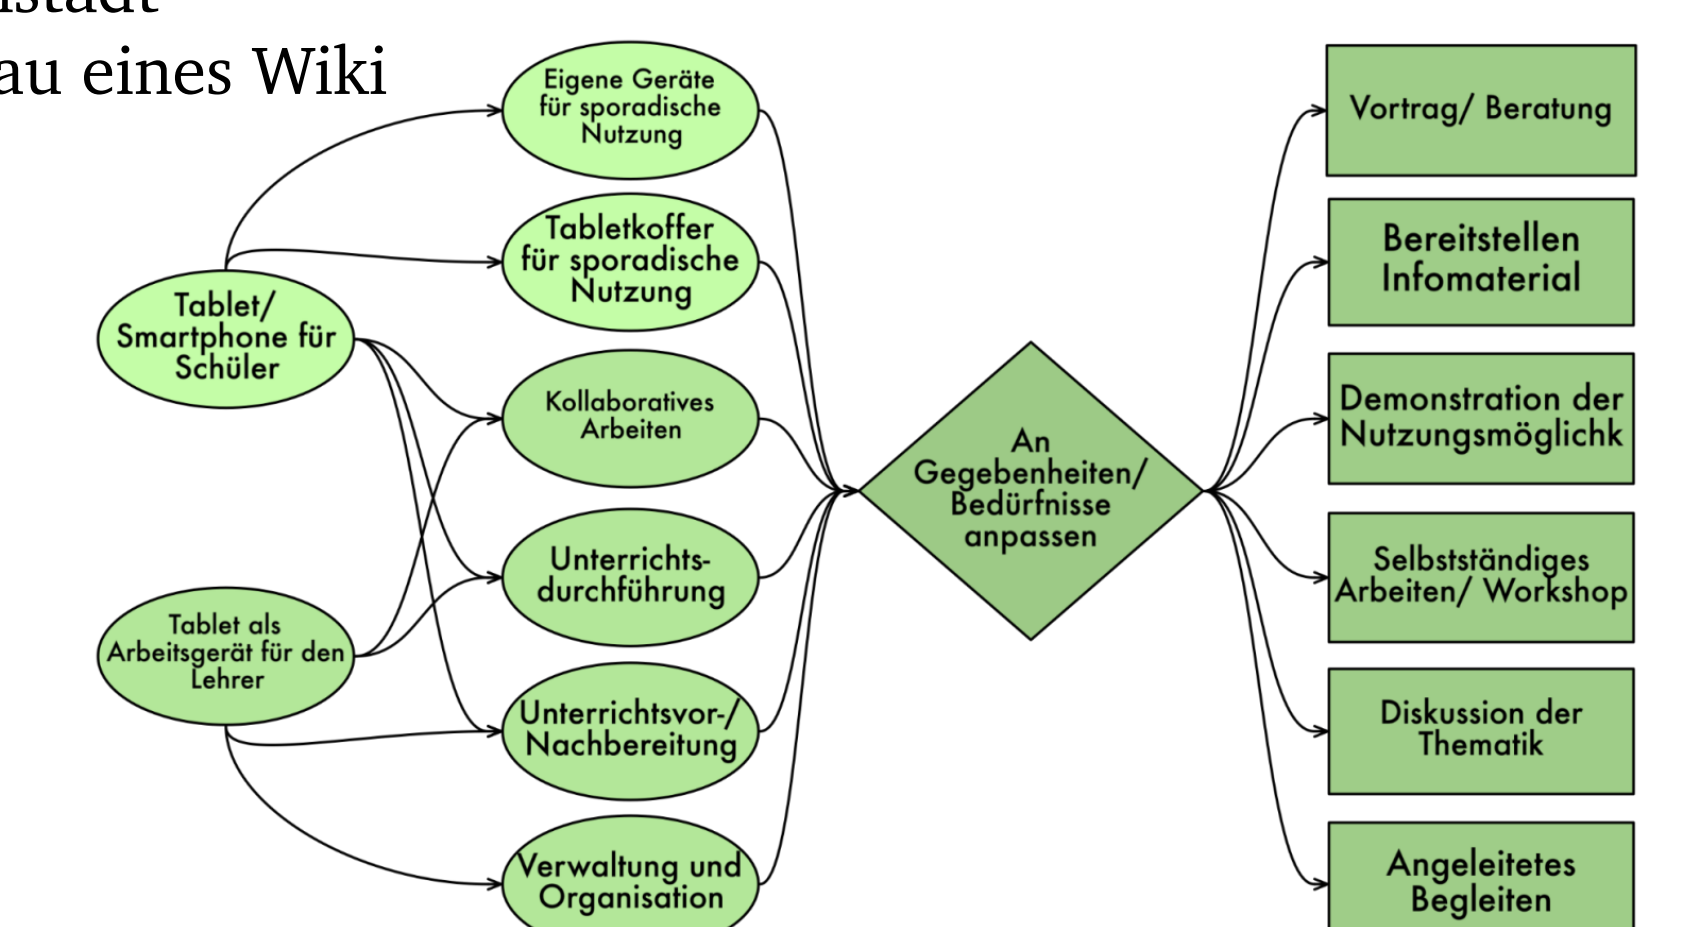 au eines Wiki
Eigene Geräte
für sporadische
Nutzung
Tabletkoffer
für sporadische
Nutzung
Tablet/
Smartphone für
Schüler
Kollaboratives
Arbeiten
Unterrichts-
durchführung
Tablet als
Arbeitsgerät für den
Lehrer
Unterrichtsvor-/
Nachbereitung
Verwaltung und
Organisation
An
Gegebenheiten/
Bedürfnisse
anpassen
Vortrag/ Beratung
Bereitstellen
Infomaterial
Demonstration der
Nutzungsmöglichk
Selbstständiges
Arbeiten/ Workshop
Diskussion der
Thematik
Angeleitetes
Begleiten